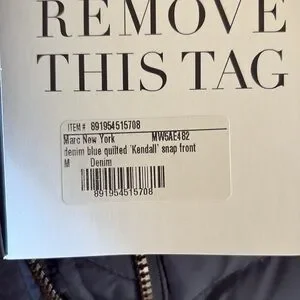 REMOVE
THIS TAG
ITEM # 891954515708
Marc New York MW5AE482
denim blue quilted 'Kendall' snap front
M Denim
891954515708